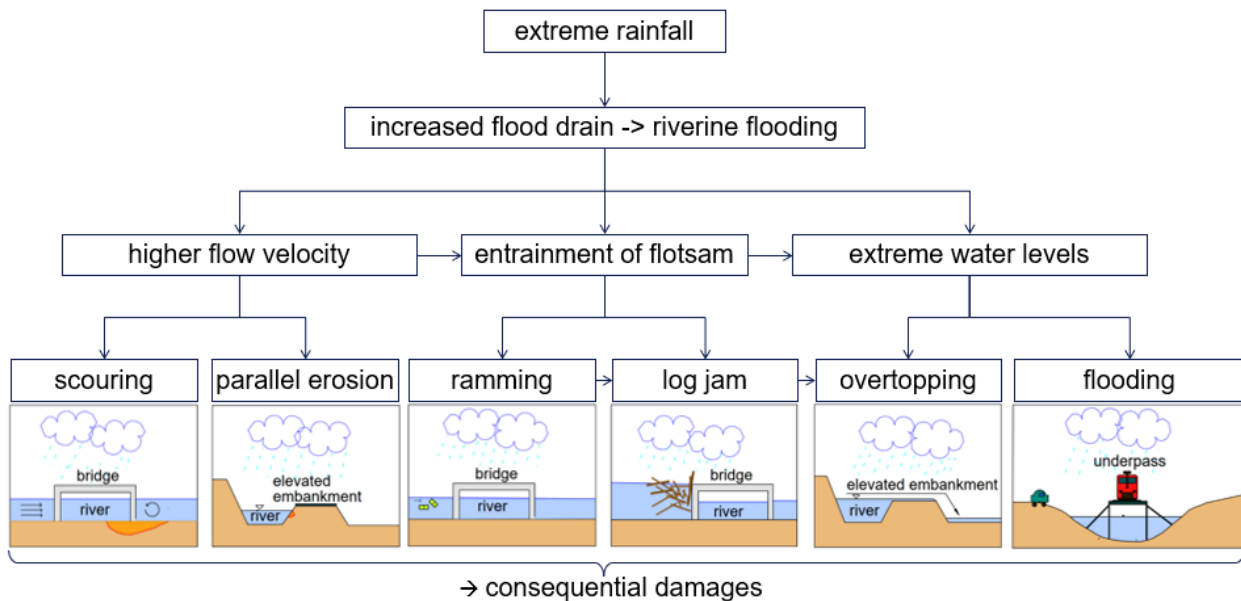 extreme rainfall
increased flood drain -> riverine flooding
higher flow velocity
entrainment of flotsam
extreme water levels
scouring
parallel erosion
ramming
log jam
overtopping
flooding
bridge
river
elevated
embankment
river
bridge
river
bridge
river
elevated embankment
river
underpass
→ consequential damages